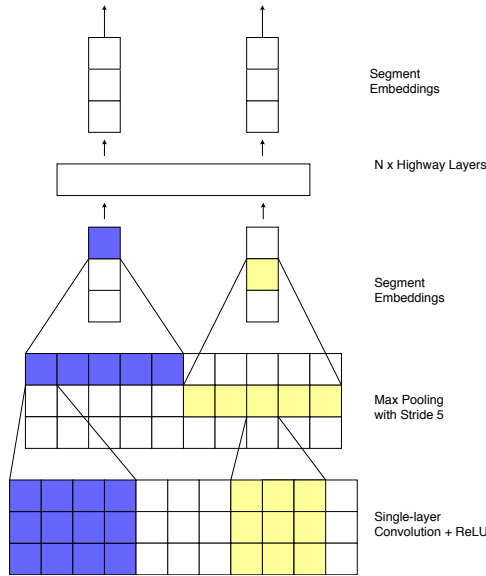 Segment
Embeddings
N x Highway Layers
Segment
Embeddings
Max Pooling
with Stride 5
Single-layer
Convolution + ReLU